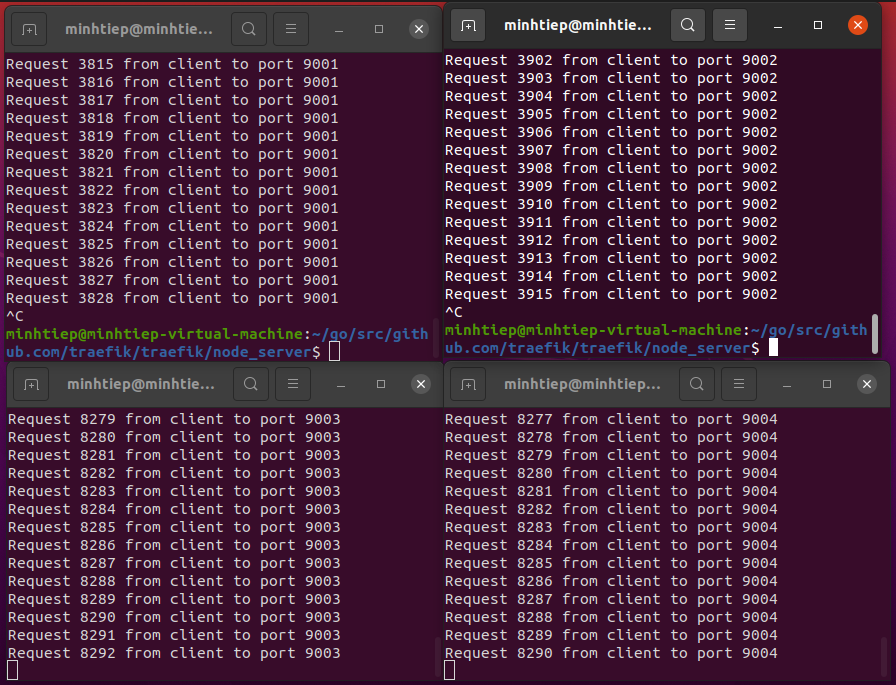 minhtiep@minhtie...
Request 3815 from client to port 9001
Request 3816 from client to port 9001
Request 3817 from client to port 9001
Request 3818 from client to port 9001
Request 3819 from client to port 9001
Request 3820 from client to port 9001
Request 3821 from client to port 9001
Request 3822 from client to port 9001
Request 3823 from client to port 9001
Request 3824 from client to port 9001
Request 3825 from client to port 9001
Request 3826 from client to port 9001
Request 3827 from client to port 9001
Request 3828 from client to port 9001
^C
minhtiep@minhtiep-virtual-machine:~/go/src/gith
ub.com/traefik/traefik/node_server$
minhtiep@minhtie...
Request 3902 from client to port 9002
Request 3903 from client to port 9002
Request 3904 from client to port 9002
Request 3905 from client to port 9002
Request 3906 from client to port 9002
Request 3907 from client to port 9002
Request 3908 from client to port 9002
Request 3909 from client to port 9002
Request 3910 from client to port 9002
Request 3911 from client to port 9002
Request 3912 from client to port 9002
Request 3913 from client to port 9002
Request 3914 from client to port 9002
Request 3915 from client to port 9002
^C
minhtiep@minhtiep-virtual-machine:~/go/src/gith
ub.com/traefik/traefik/node_server$
minhtiep@minhtie...
Request 8279 from client to port 9003
Request 8280 from client to port 9003
Request 8281 from client to port 9003
Request 8282 from client to port 9003
Request 8283 from client to port 9003
Request 8284 from client to port 9003
Request 8285 from client to port 9003
Request 8286 from client to port 9003
Request 8287 from client to port 9003
Request 8288 from client to port 9003
Request 8289 from client to port 9003
Request 8290 from client to port 9003
Request 8291 from client to port 9003
Request 8292 from client to port 9003
minhtiep@minhtiep...
Request 8277 from client to port 9004
Request 8278 from client to port 9004
Request 8279 from client to port 9004
Request 8280 from client to port 9004
Request 8281 from client to port 9004
Request 8282 from client to port 9004
Request 8283 from client to port 9004
Request 8284 from client to port 9004
Request 8285 from client to port 9004
Request 8286 from client to port 9004
Request 8287 from client to port 9004
Request 8288 from client to port 9004
Request 8289 from client to port 9004
Request 8290 from client to port 9004